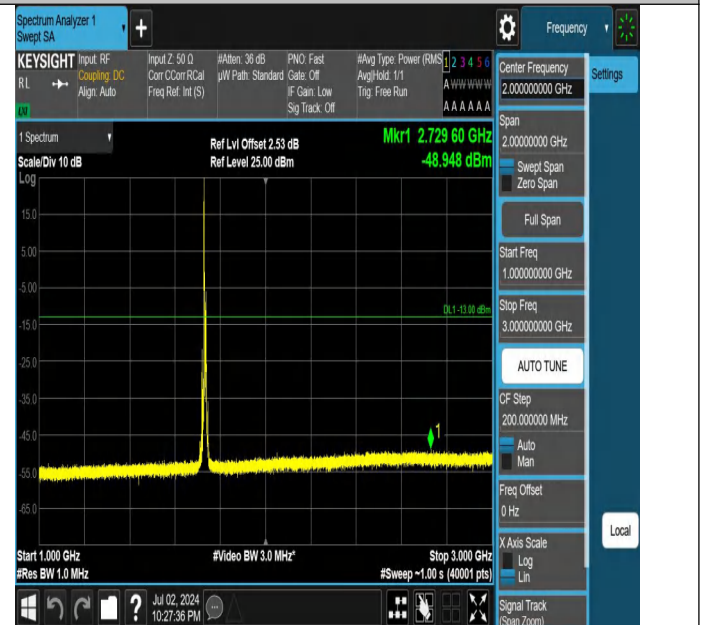 Spectrum Analyzer 1
Swept SA
+
Frequency
KEYSIGHT
RL
Input: RF
Coupling: DC
Align: Auto
Input Z: 50 Ω
Corr CCorr RCal
Freq Ref: Int (S)
#Atten: 36 dB
µW Path: Standard
PNO: Fast
Gate: Off
IF Gain: Low
Sig Track: Off
#Avg Type: Power (RMS
Avg|Hold: 1/1
Trig: Free Run
1 2 3 4 5 6
A W W W W W
A A A A A A
1 Spectrum
Scale/Div 10 dB
Log
Ref Lvl Offset 2.53 dB
Ref Level 25.00 dBm
Mkr1 2.729 60 GHz
-48.948 dBm
15.0
5.00
-5.00
DL1 -13.00 dBm
-15.0
-25.0
-35.0
-45.0
1
-55.0
-65.0
Start 1.000 GHz
#Res BW 1.0 MHz
#Video BW 3.0 MHz*
Stop 3.000 GHz
#Sweep ~1.00 s (40001 pts)
Center Frequency
2.000000000 GHz
Settings
Span
2.00000000 GHz
Swept Span
Zero Span
Full Span
Start Freq
1.000000000 GHz
Stop Freq
3.000000000 GHz
AUTO TUNE
CF Step
200.000000 MHz
Auto
Man
Freq Offset
0 Hz
X Axis Scale
Log
Lin
Local
Signal Track
(Span Zoom)
?
Jul 02, 2024
10:27:36 PM